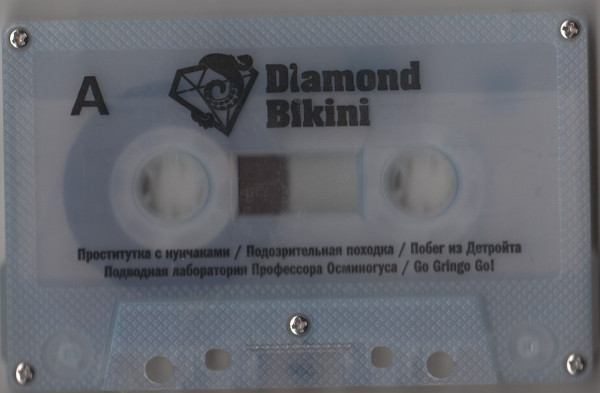 A
Diamond
Bikini
Проститутка с нунчаками / Подозрительная походка / Побег из Детройта
Подводная лаборатория Профессора Осминогуса / Go Gringo Go!